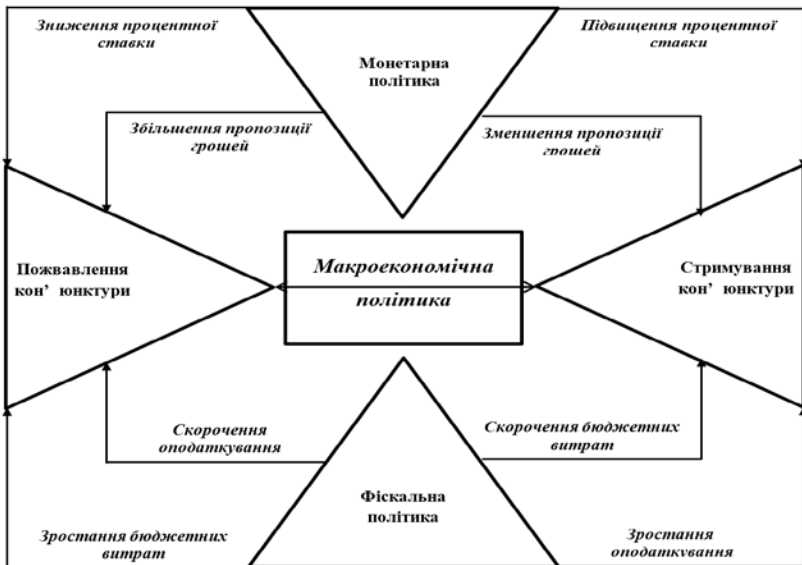 Зниження процентної
ставки
Монетарна
політика
Підвищення процентної
ставки
Збільшення пропозиції
грошей
Зменшення пропозиції
грошей
Пожвавлення
кон’ юнктури
Макроекономічна
політика
Стримування
кон’ юнктури
Скорочення
оподаткування
Скорочення бюджетних
витрат
Фіскальна
політика
Зростання бюджетних
витрат
Зростання
оподаткування